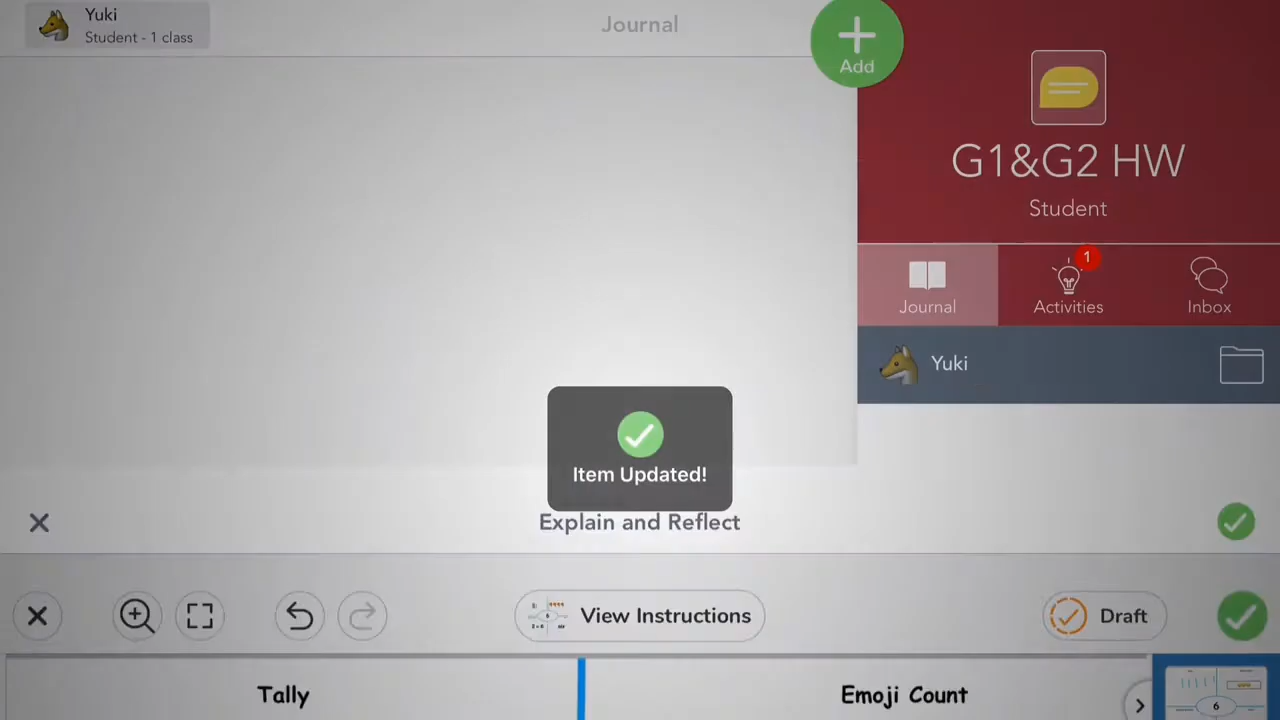 Yuki
Student - 1 class
Journal
Add
G1&G2 HW
Student
1
Journal
Activities
Inbox
Yuki
Item Updated!
Explain and Reflect
View Instructions
Draft
Tally
Emoji Count
6